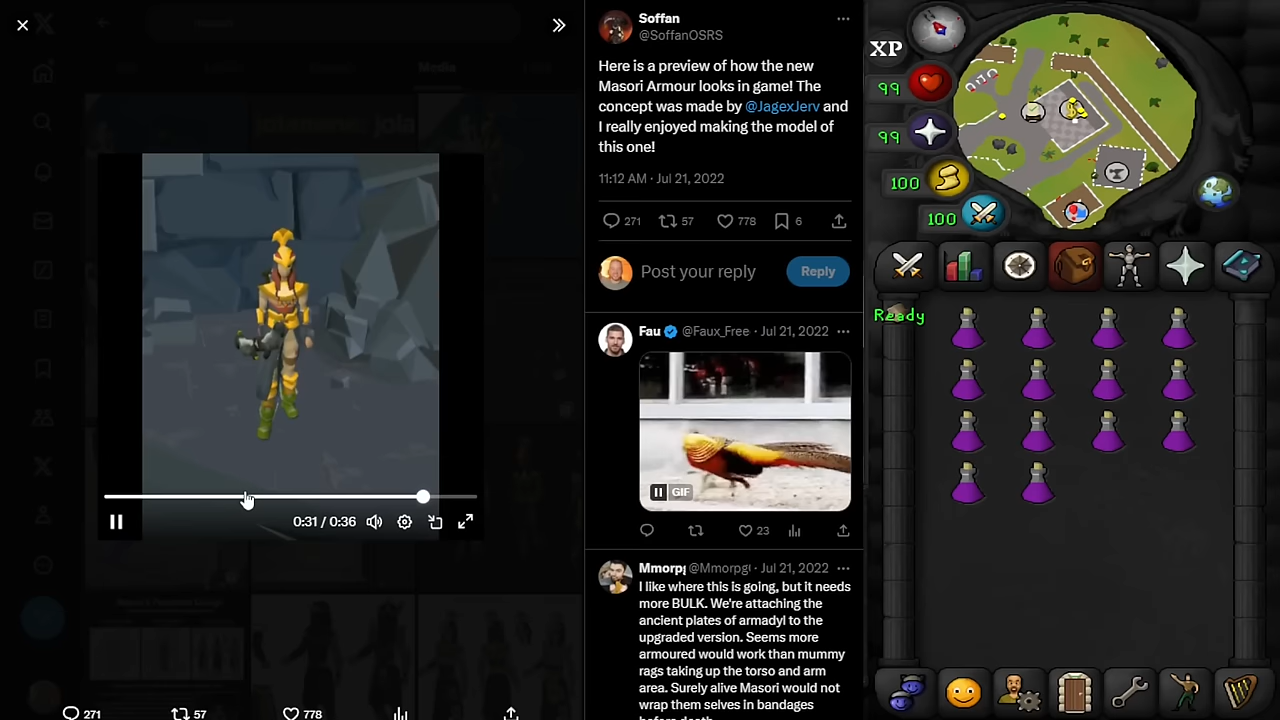 Soffan
@SoffanOSRS
Here is a preview of how the new
Masori Armour looks in game! The
concept was made by @JagexJerv and
I really enjoyed making the model of
this one!
11:12 AM · Jul 21, 2022
271 57 778 6
Post your reply Reply
Fau @Faux_Free · Jul 21, 2022
GIF
23
@Mmorpg · Jul 21, 2022
I like where this is going, but it needs
more BULK. We're attaching the
ancient plates of armadyl to the
upgraded version. Seems more
armoured would work than mummy
rags taking up the torso and arm
area. Surely alive Masori would not
wrap them selves in bandages
before death
0:31 / 0:36
271 57 778
Media
XP
99
99
100
100
Ready